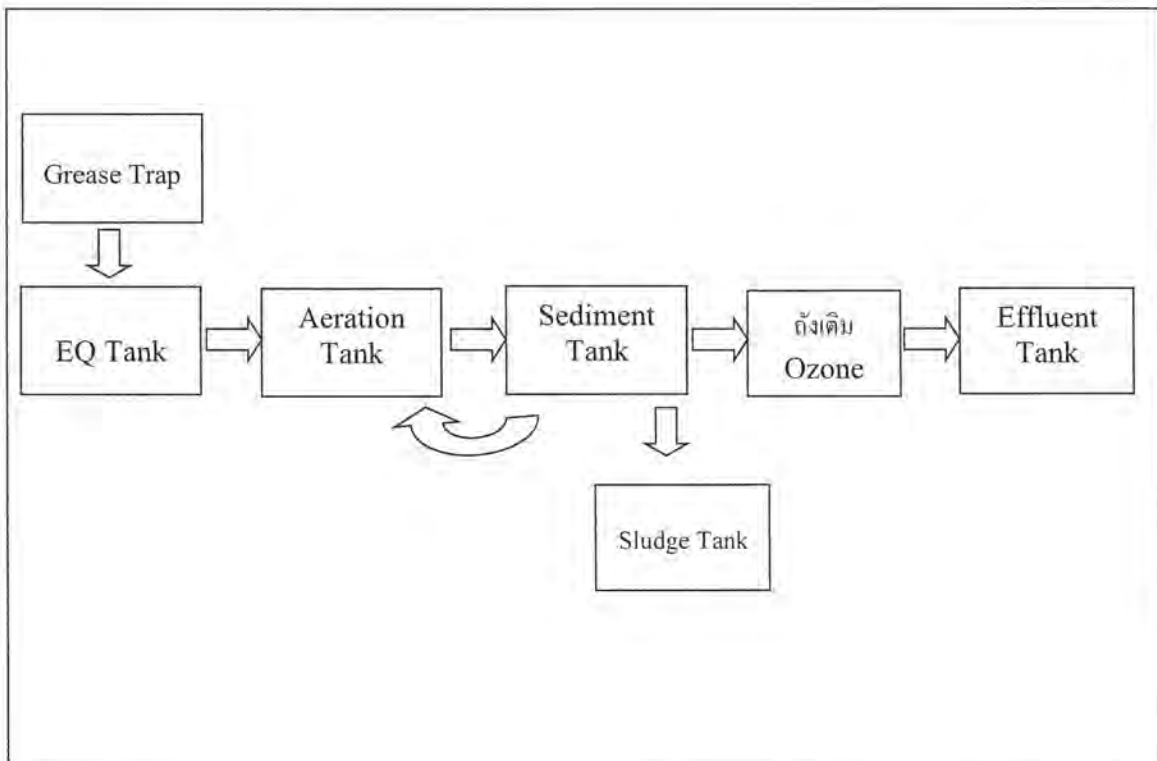 Grease Trap
EQ Tank
Aeration
Tank
Sediment
Tank
ถังเติม
Ozone
Effluent
Tank
Sludge Tank